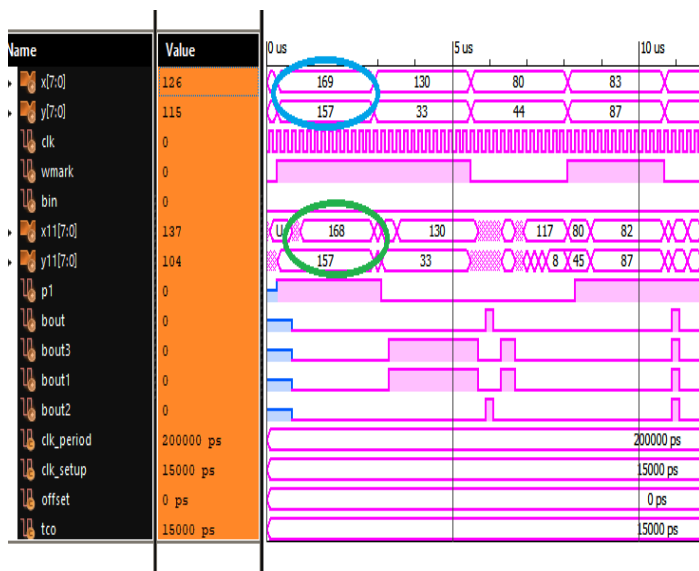 Name Value 0 us 5 us 10 us
x[7:0] 126 169 130 80 83
y[7:0] 115 157 33 44 87
clk 0
wmark 0
bin 0
x11[7:0] 137 U 168 130 117 80 82
y11[7:0] 104 157 33 8 45 87
p1 0
bout 0
bout3 0
bout1 0
bout2 0
clk_period 200000 ps 200000 ps
clk_setup 15000 ps 15000 ps
offset 0 ps 0 ps
tco 15000 ps 15000 ps